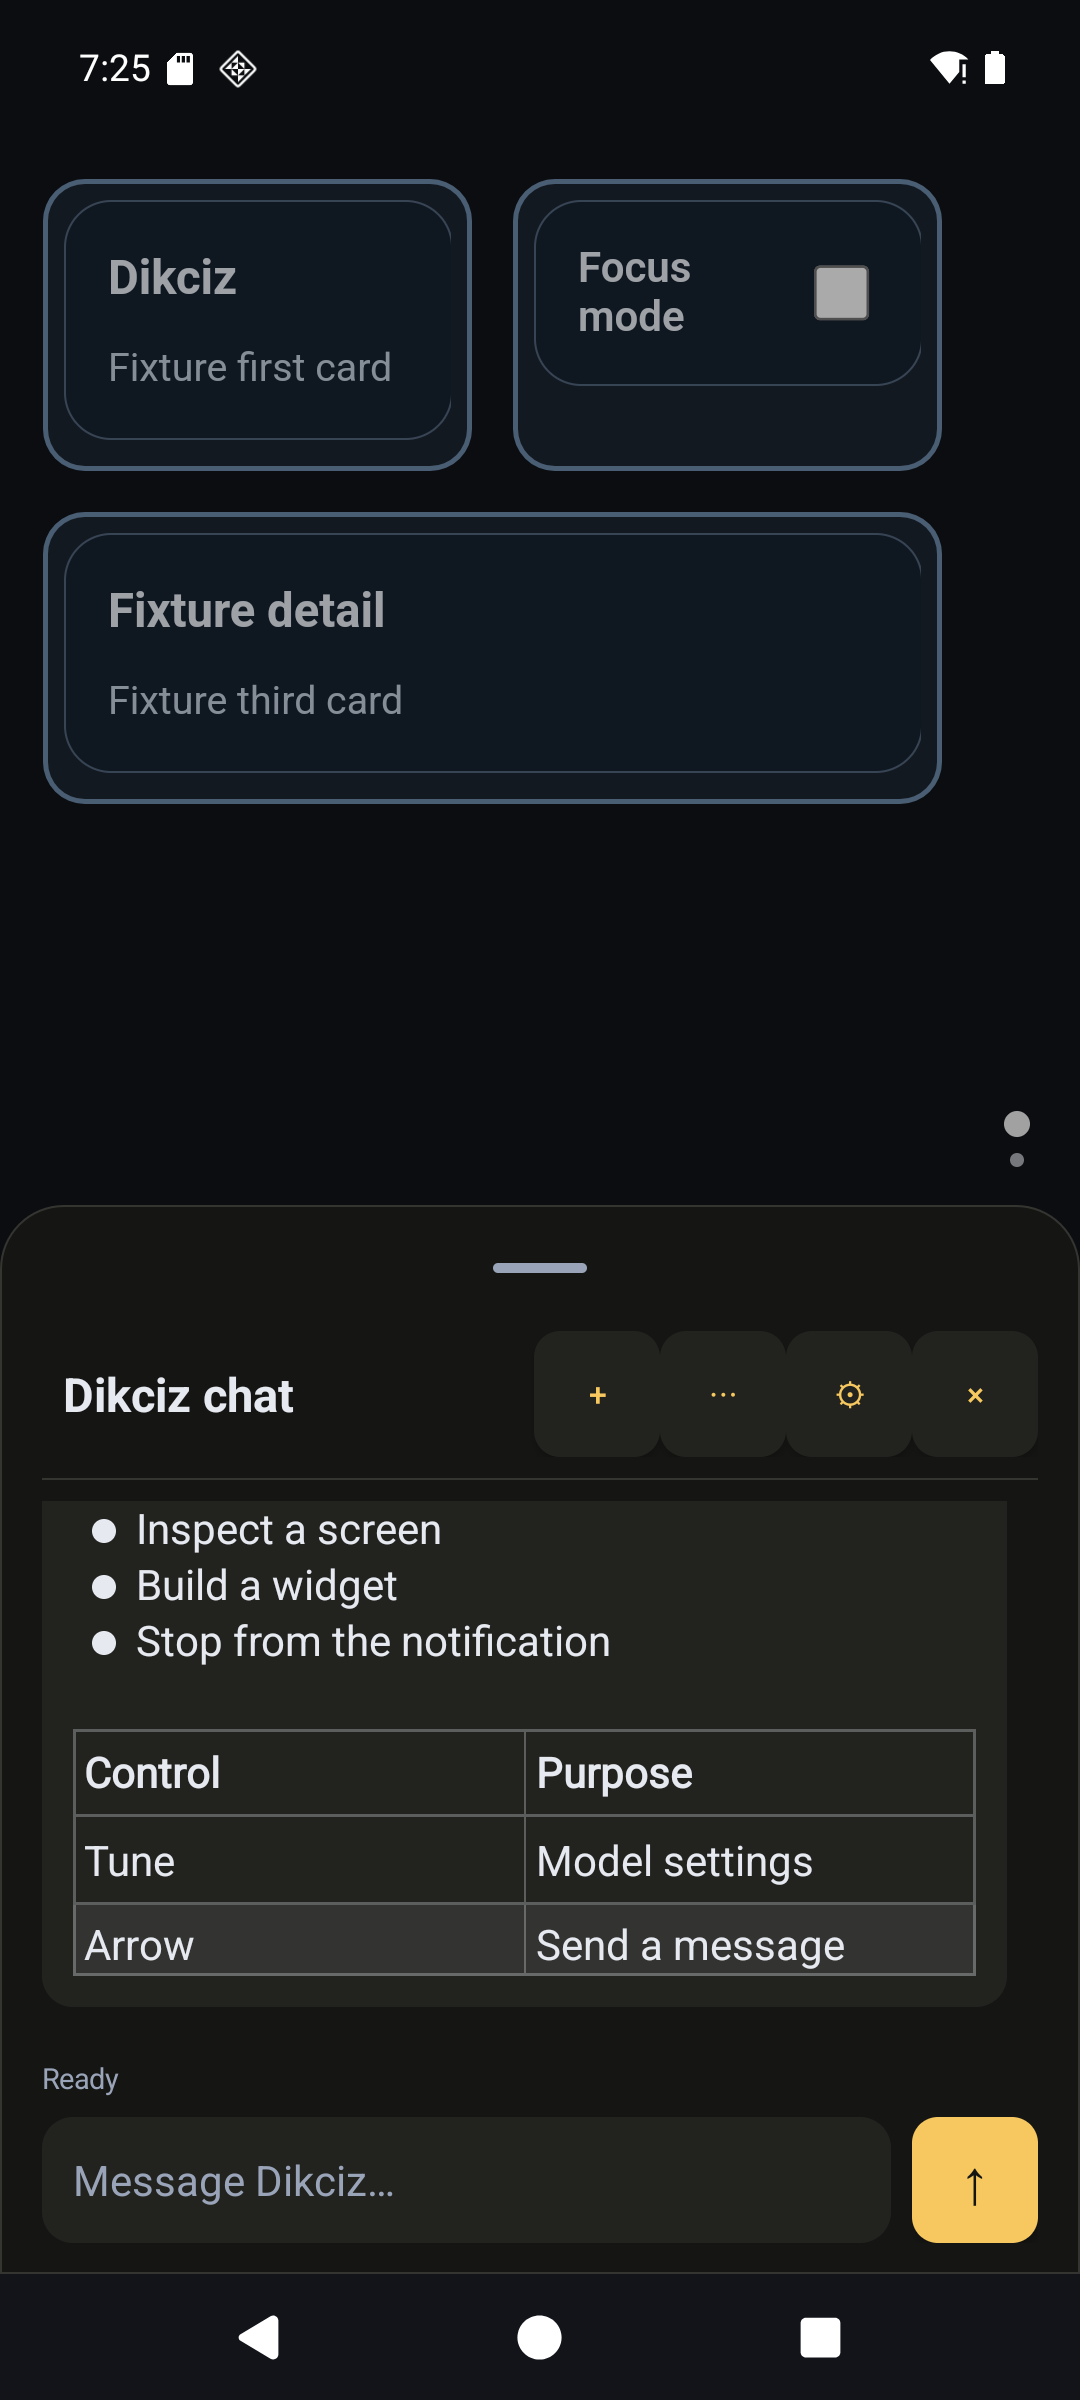 7:25
Dikciz
Fixture first card
Focus
mode
Fixture detail
Fixture third card
Dikciz chat
+ ··· ×
Inspect a screen
Build a widget
Stop from the notification
Control Purpose
Tune Model settings
Arrow Send a message
Ready
Message Dikciz…
↑